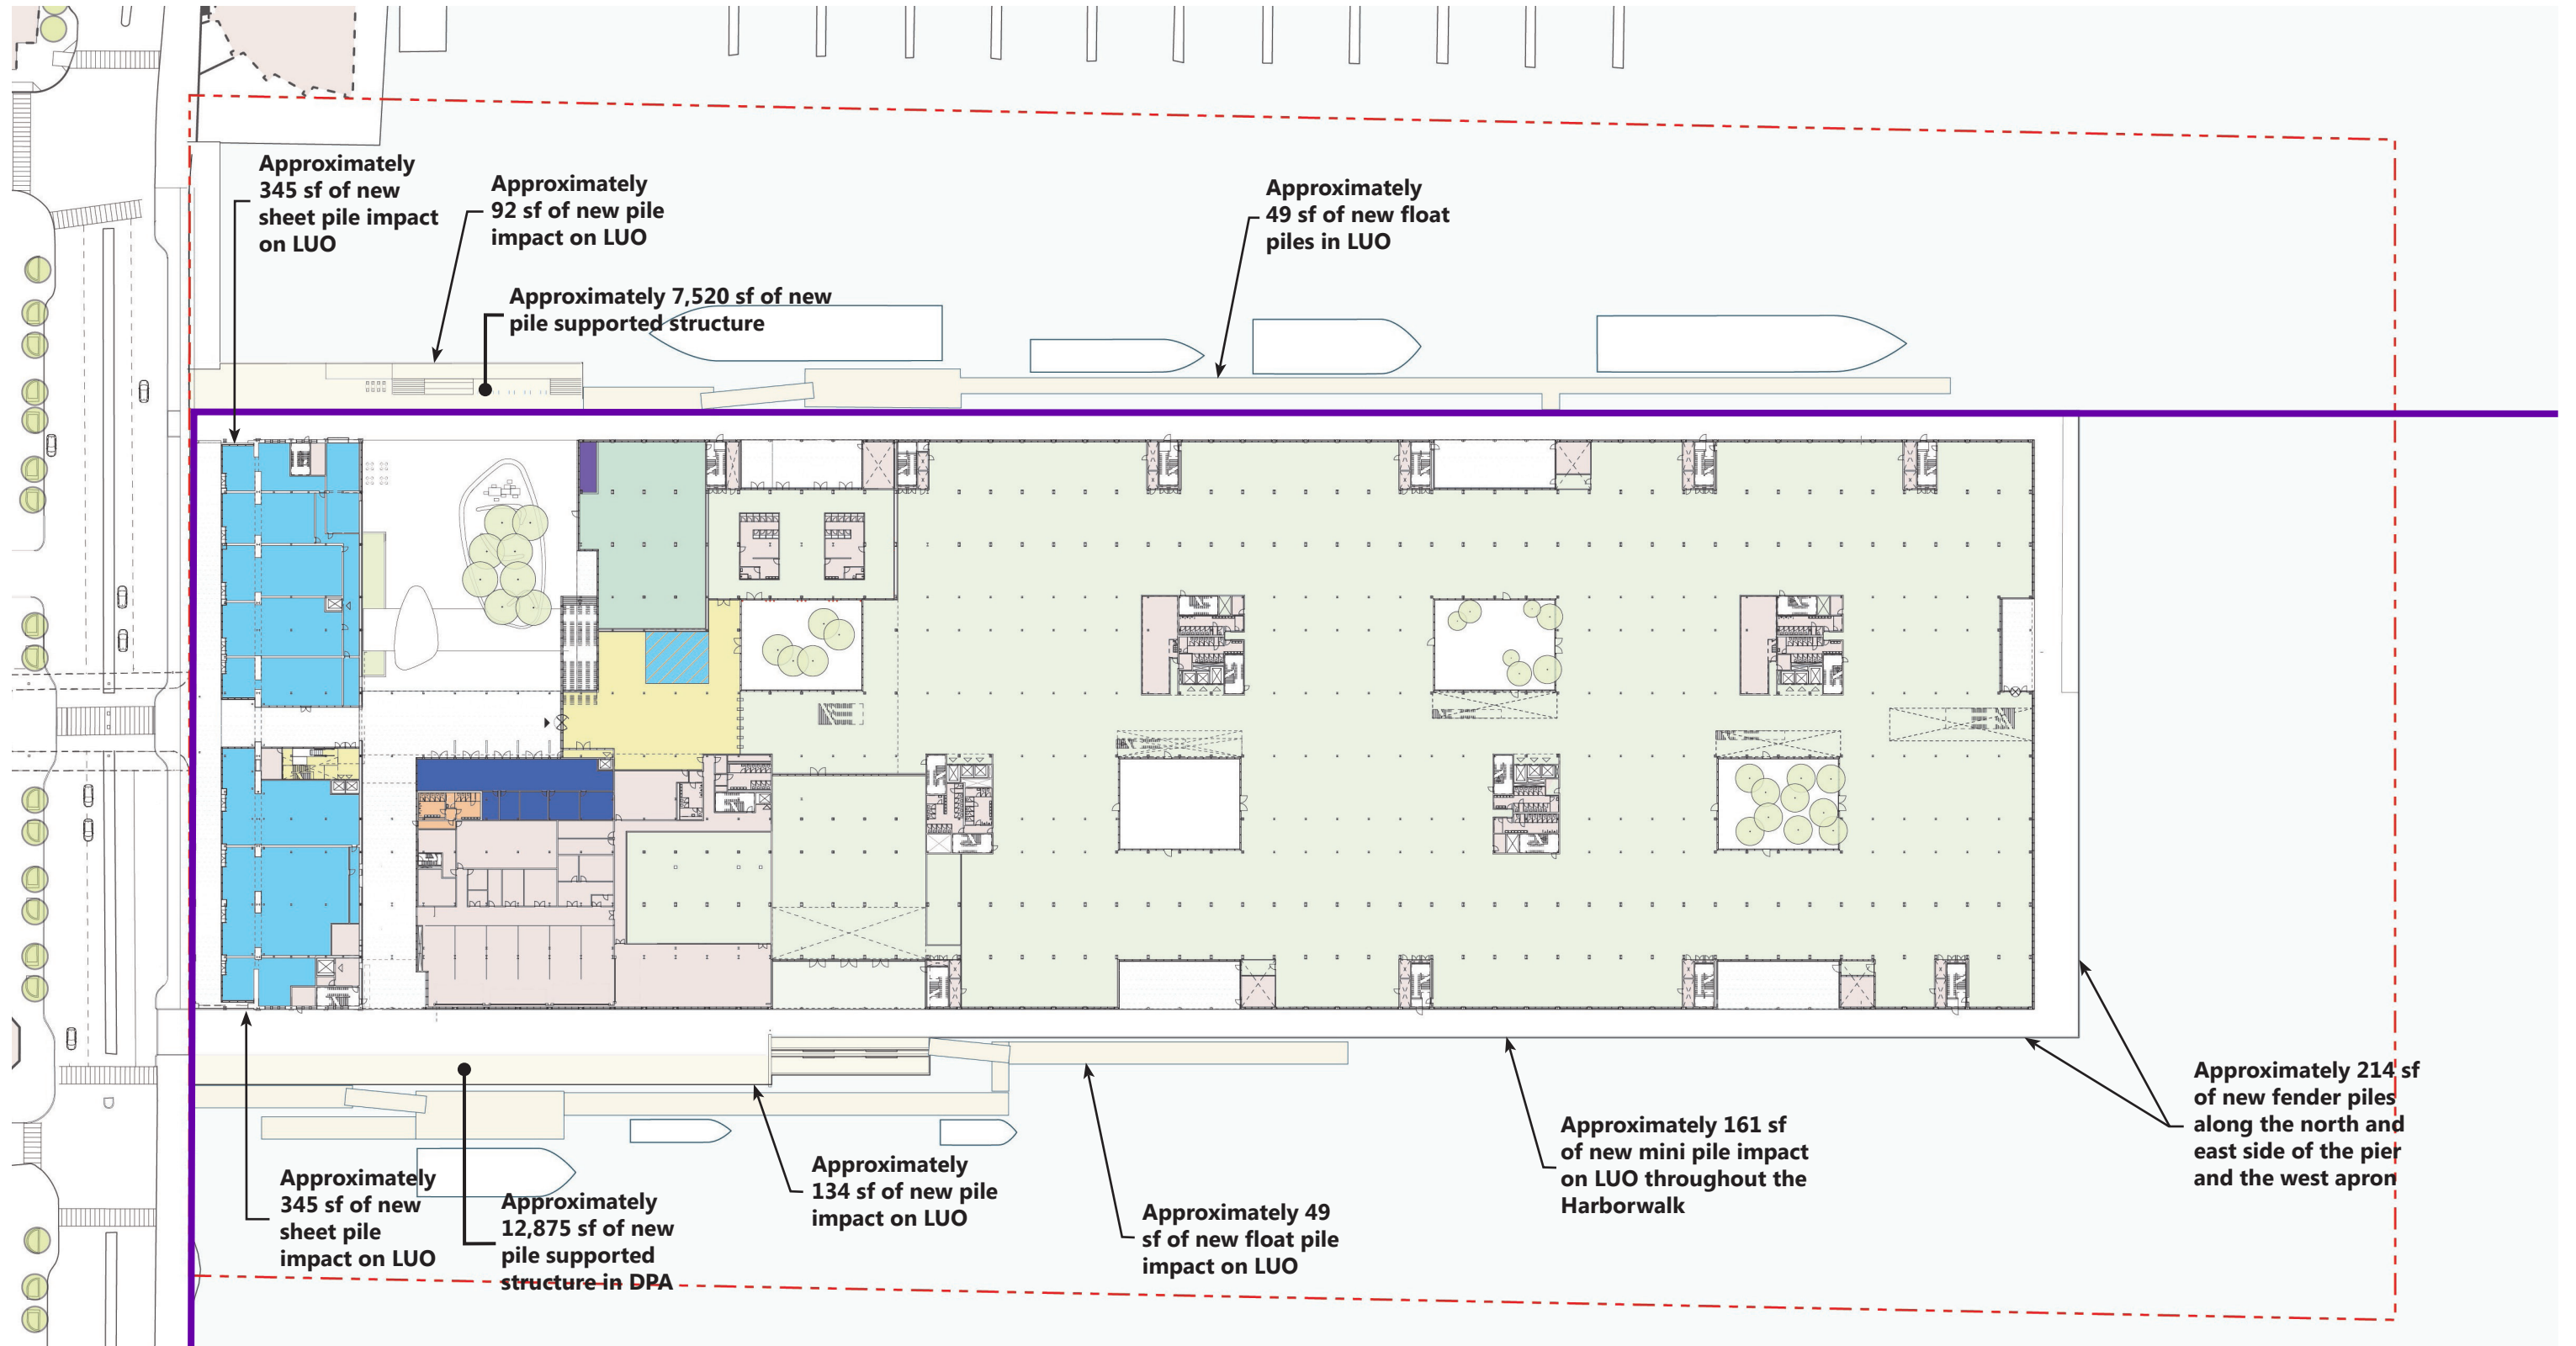 Approximately
345 sf of new
sheet pile impact
on LUO
Approximately
92 sf of new pile
impact on LUO
Approximately
49 sf of new float
piles in LUO
Approximately 7,520 sf of new
pile supported structure
Approximately 214 sf
of new fender piles
along the north and
east side of the pier
and the west apron
Approximately 161 sf
of new mini pile impact
on LUO throughout the
Harborwalk
Approximately
134 sf of new pile
impact on LUO
Approximately
345 sf of new
sheet pile
impact on LUO
Approximately
12,875 sf of new
pile supported
structure in DPA
Approximately 49
sf of new float pile
impact on LUO